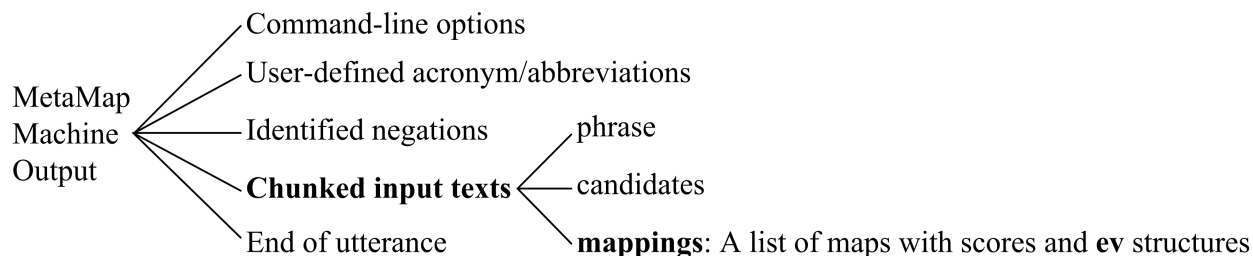 MetaMap
Machine
Output
Command-line options
User-defined acronym/abbreviations
Identified negations
Chunked input texts
End of utterance
phrase
candidates
mappings: A list of maps with scores and ev structures